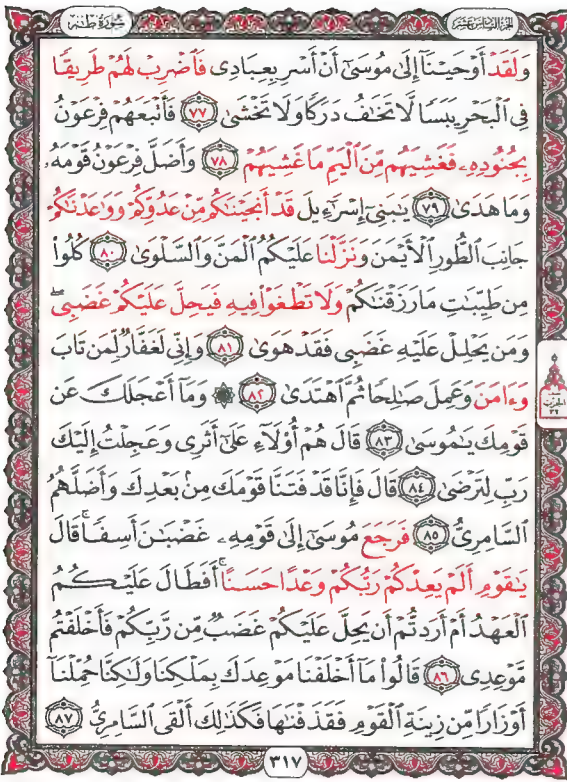 سُورَةُ طه الجزء السادس عشر
وَلَقَدْ أَوْحَيْنَآ إِلَىٰ مُوسَىٰٓ أَنْ أَسْرِ بِعِبَادِى فَٱضْرِبْ لَهُمْ طَرِيقًا
فِى ٱلْبَحْرِ يَبَسًا لَّا تَخَٰفُ دَرَكًا وَلَا تَخْشَىٰ ٧٧ فَأَتْبَعَهُمْ فِرْعَوْنُ
بِجُنُودِهِۦ فَغَشِيَهُم مِّنَ ٱلْيَمِّ مَا غَشِيَهُمْ ٧٨ وَأَضَلَّ فِرْعَوْنُ قَوْمَهُۥ
وَمَا هَدَىٰ ٧٩ يَٰبَنِىٓ إِسْرَٰٓءِيلَ قَدْ أَنجَيْنَٰكُم مِّنْ عَدُوِّكُمْ وَوَٰعَدْنَٰكُمْ
جَانِبَ ٱلطُّورِ ٱلْأَيْمَنَ وَنَزَّلْنَا عَلَيْكُمُ ٱلْمَنَّ وَٱلسَّلْوَىٰ ٨٠ كُلُوا۟
مِن طَيِّبَٰتِ مَا رَزَقْنَٰكُمْ وَلَا تَطْغَوْا۟ فِيهِ فَيَحِلَّ عَلَيْكُمْ غَضَبِى ۖ
وَمَن يَحْلِلْ عَلَيْهِ غَضَبِى فَقَدْ هَوَىٰ ٨١ وَإِنِّى لَغَفَّارٌ لِّمَن تَابَ
وَءَامَنَ وَعَمِلَ صَٰلِحًا ثُمَّ ٱهْتَدَىٰ ٨٢ ۞ وَمَآ أَعْجَلَكَ عَن
قَوْمِكَ يَٰمُوسَىٰ ٨٣ قَالَ هُمْ أُو۟لَآءِ عَلَىٰٓ أَثَرِى وَعَجِلْتُ إِلَيْكَ
رَبِّ لِتَرْضَىٰ ٨٤ قَالَ فَإِنَّا قَدْ فَتَنَّا قَوْمَكَ مِنۢ بَعْدِكَ وَأَضَلَّهُمُ
ٱلسَّامِرِىُّ ٨٥ فَرَجَعَ مُوسَىٰٓ إِلَىٰ قَوْمِهِۦ غَضْبَٰنَ أَسِفًا ۚ قَالَ
يَٰقَوْمِ أَلَمْ يَعِدْكُمْ رَبُّكُمْ وَعْدًا حَسَنًا ۚ أَفَطَالَ عَلَيْكُمُ
ٱلْعَهْدُ أَمْ أَرَدتُّمْ أَن يَحِلَّ عَلَيْكُمْ غَضَبٌ مِّن رَّبِّكُمْ فَأَخْلَفْتُم
مَّوْعِدِى ٨٦ قَالُوا۟ مَآ أَخْلَفْنَا مَوْعِدَكَ بِمَلْكِنَا وَلَٰكِنَّا حُمِّلْنَآ
أَوْزَارًا مِّن زِينَةِ ٱلْقَوْمِ فَقَذَفْنَٰهَا فَكَذَٰلِكَ أَلْقَى ٱلسَّامِرِىُّ ٨٧
الحزب
٣١٧